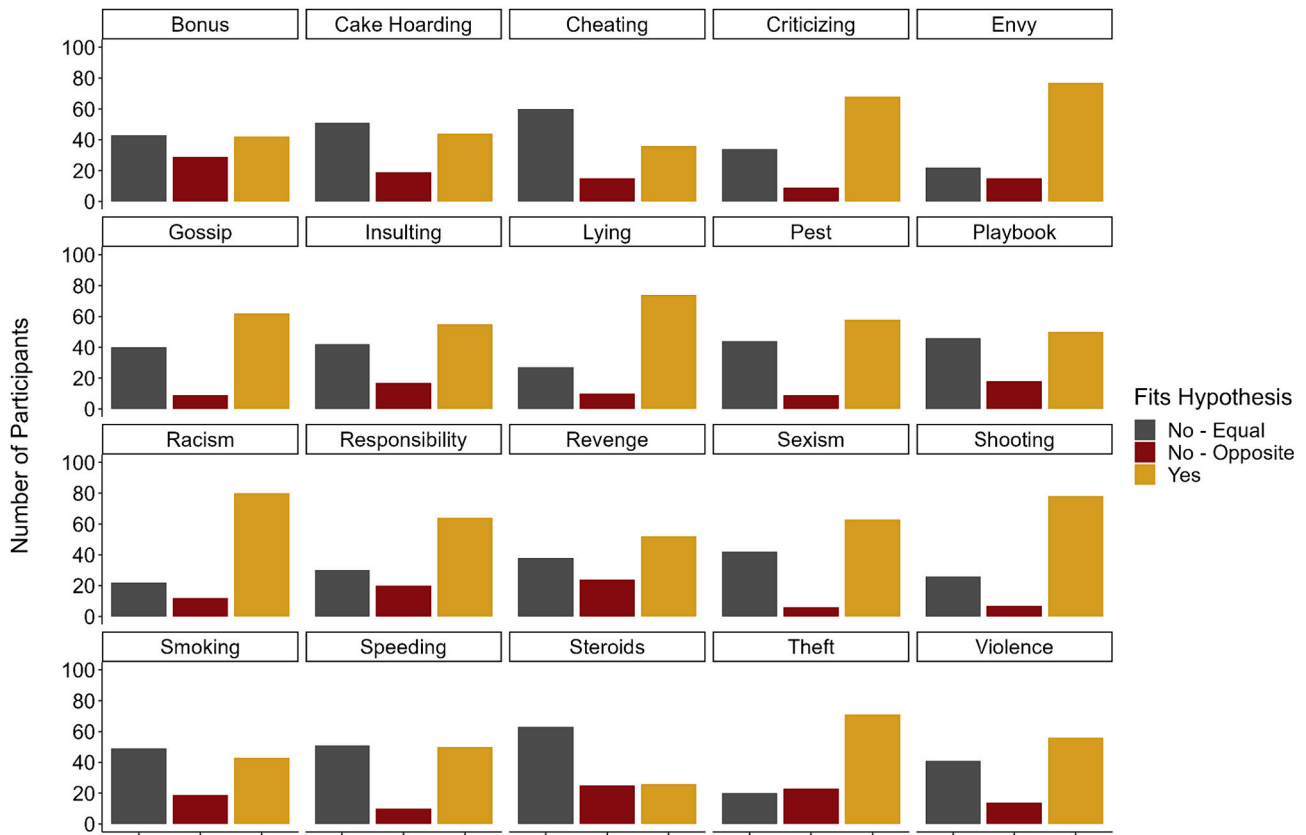 Bonus Cake Hoarding Cheating Criticizing Envy
100
80
60
40
20
0
Gossip Insulting Lying Pest Playbook
100
80
60
40
20
0
Racism Responsibility Revenge Sexism Shooting
100
80
60
40
20
0
Smoking Speeding Steroids Theft Violence
100
80
60
40
20
0
Number of Participants
Fits Hypothesis
No - Equal
No - Opposite
Yes